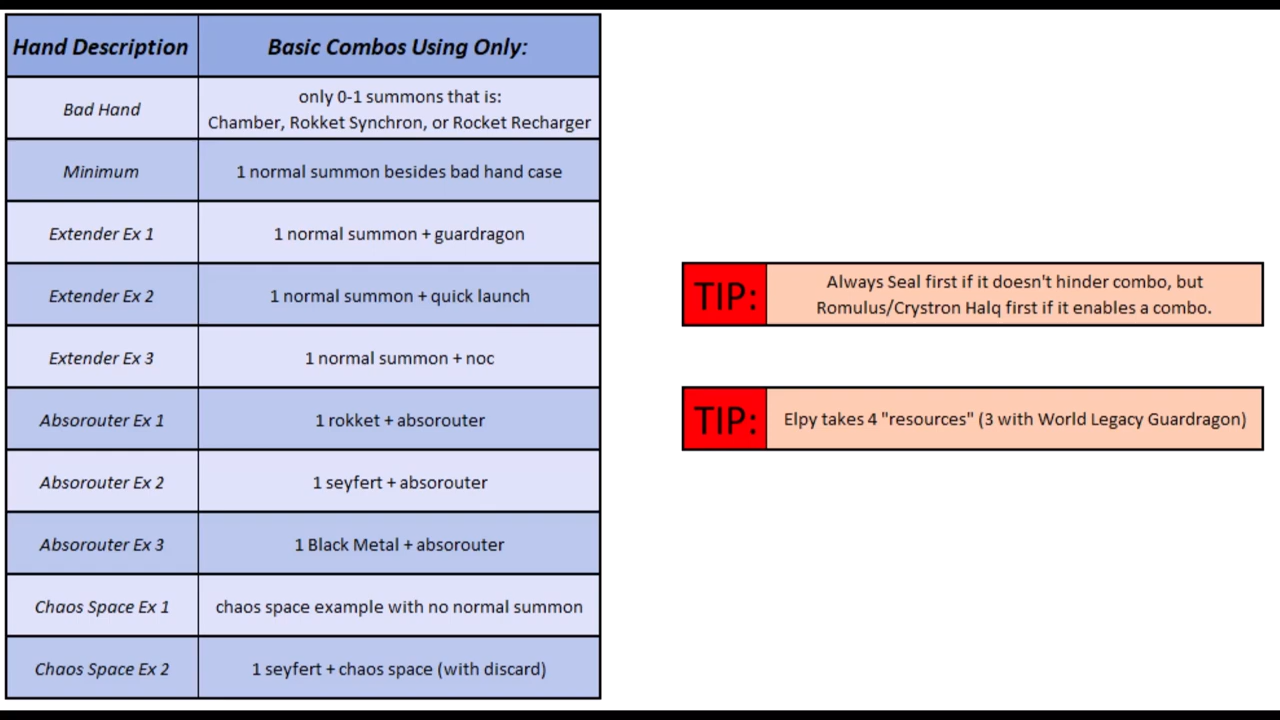 Hand Description
Basic Combos Using Only:
Bad Hand
only 0-1 summons that is:
Chamber, Rokket Synchron, or Rocket Recharger
Minimum
1 normal summon besides bad hand case
Extender Ex 1
1 normal summon + guardragon
Extender Ex 2
1 normal summon + quick launch
Extender Ex 3
1 normal summon + noc
Absorouter Ex 1
1 rokket + absorouter
Absorouter Ex 2
1 seyfert + absorouter
Absorouter Ex 3
1 Black Metal + absorouter
Chaos Space Ex 1
chaos space example with no normal summon
Chaos Space Ex 2
1 seyfert + chaos space (with discard)
TIP:
Always Seal first if it doesn't hinder combo, but
Romulus/Crystron Halq first if it enables a combo.
TIP:
Elpy takes 4 "resources" (3 with World Legacy Guardragon)